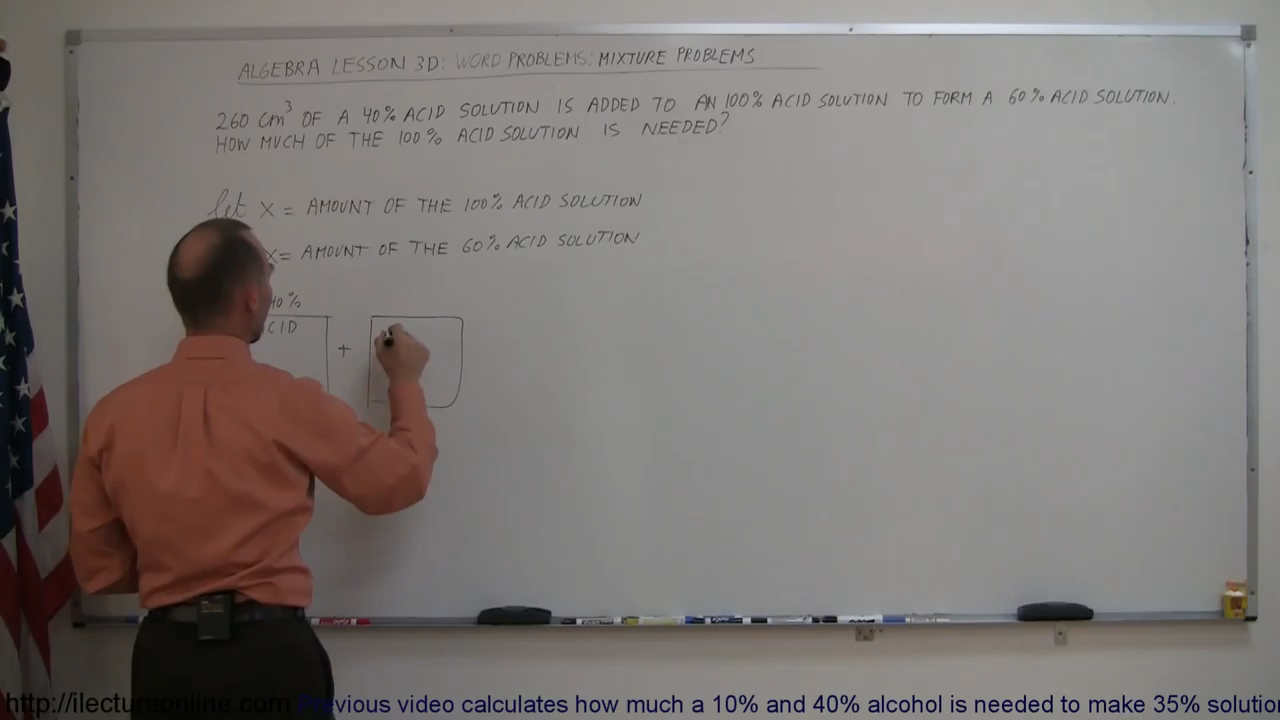 ALGEBRA LESSON 3D: WORD PROBLEMS: MIXTURE PROBLEMS
260 cm³ OF A 40% ACID SOLUTION IS ADDED TO AN 100% ACID SOLUTION TO FORM A 60% ACID SOLUTION.
HOW MUCH OF THE 100% ACID SOLUTION IS NEEDED?
let X = AMOUNT OF THE 100% ACID SOLUTION
X = AMOUNT OF THE 60% ACID SOLUTION
40%
CID
+
http://ilectureonline.com Previous video calculates how much a 10% and 40% alcohol is needed to make 35% solutio